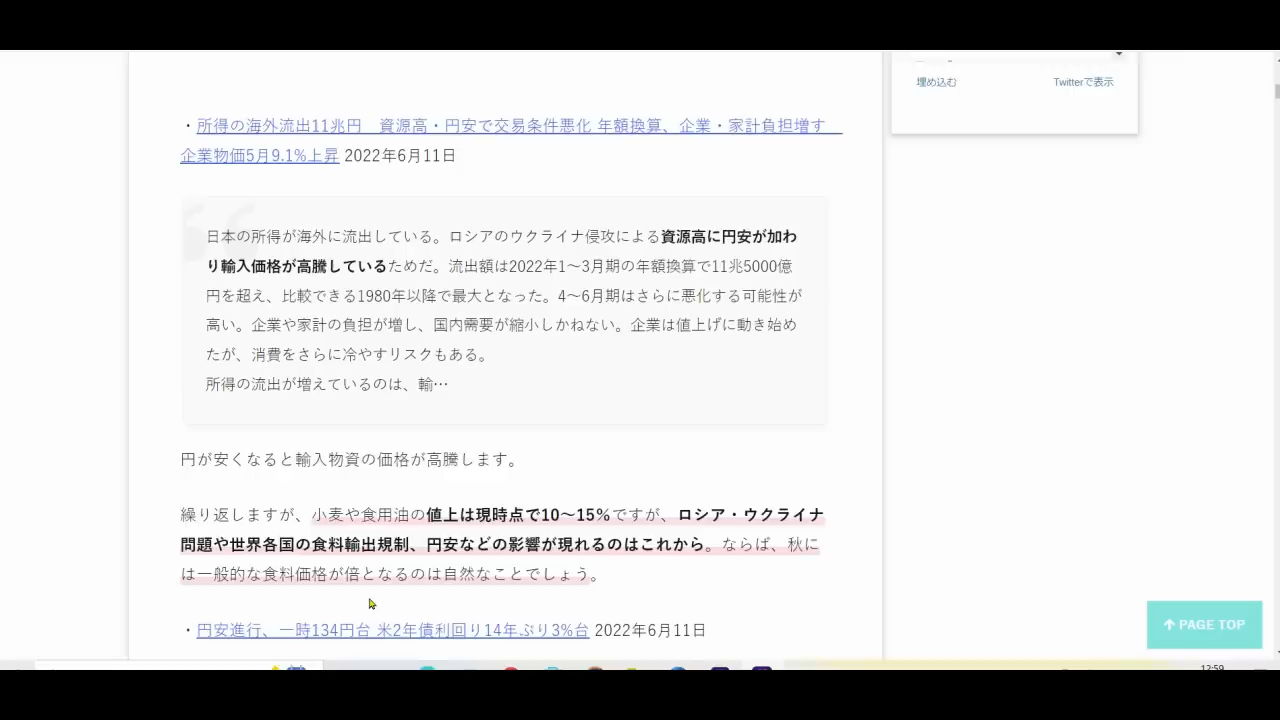 埋め込む
Twitterで表示
・所得の海外流出11兆円　資源高・円安で交易条件悪化 年額換算、企業・家計負担増す
企業物価5月9.1%上昇 2022年6月11日
日本の所得が海外に流出している。ロシアのウクライナ侵攻による資源高に円安が加わ
り輸入価格が高騰しているためだ。流出額は2022年1～3月期の年額換算で11兆5000億
円を超え、比較できる1980年以降で最大となった。4～6月期はさらに悪化する可能性が
高い。企業や家計の負担が増し、国内需要が縮小しかねない。企業は値上げに動き始め
たが、消費をさらに冷やすリスクもある。
所得の流出が増えているのは、輸…
円が安くなると輸入物資の価格が高騰します。
繰り返しますが、小麦や食用油の値上は現時点で10～15%ですが、ロシア・ウクライナ
問題や世界各国の食料輸出規制、円安などの影響が現れるのはこれから。ならば、秋に
は一般的な食料価格が倍となるのは自然なことでしょう。
・円安進行、一時134円台 米2年債利回り14年ぶり3%台 2022年6月11日
PAGE TOP
12:59